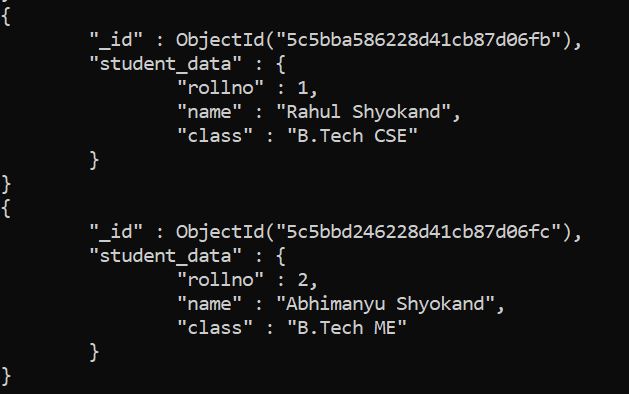 {
"_id" : ObjectId("5c5bba586228d41cb87d06fb"),
"student_data" : {
"rollno" : 1,
"name" : "Rahul Shyokand",
"class" : "B.Tech CSE"
}
}
{
"_id" : ObjectId("5c5bbd246228d41cb87d06fc"),
"student_data" : {
"rollno" : 2,
"name" : "Abhimanyu Shyokand",
"class" : "B.Tech ME"
}
}